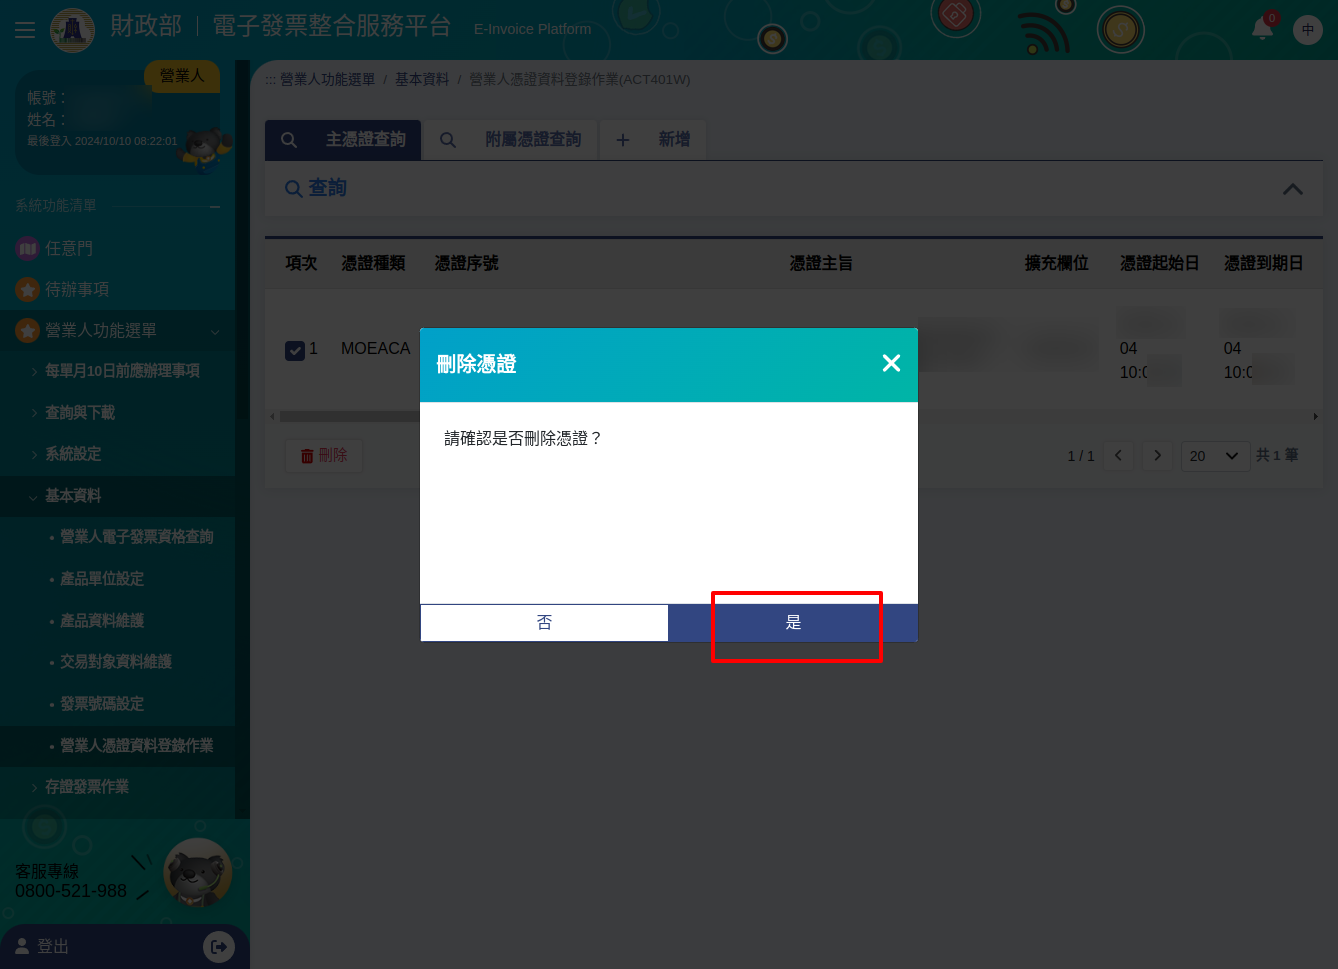 財政部 電子發票整合服務平台 E-Invoice Platform
0
中
營業人
帳號：
姓名：
最後登入 2024/10/10 08:22:01
系統功能清單
任意門
待辦事項
營業人功能選單
每單月10日前應辦理事項
查詢與下載
系統設定
基本資料
營業人電子發票資格查詢
產品單位設定
產品資料維護
交易對象資料維護
發票號碼設定
營業人憑證資料登錄作業
存證發票作業
客服專線
0800-521-988
登出
::: 營業人功能選單 / 基本資料 / 營業人憑證資料登錄作業(ACT401W)
主憑證查詢 附屬憑證查詢 新增
查詢
項次 憑證種類 憑證序號 憑證主旨 擴充欄位 憑證起始日 憑證到期日
1 MOEACA
04 04
10:0 10:0
刪除
1 / 1 20 共 1 筆
刪除憑證
請確認是否刪除憑證？
否 是